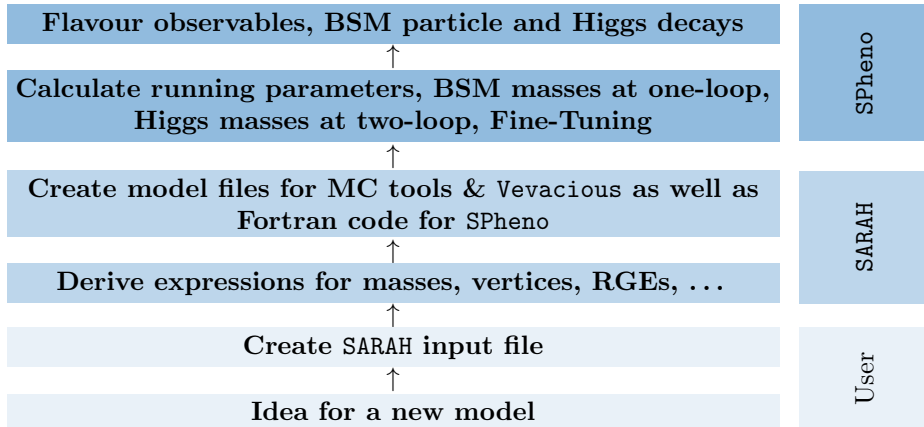 Flavour observables, BSM particle and Higgs decays
Calculate running parameters, BSM masses at one-loop,
Higgs masses at two-loop, Fine-Tuning
SPheno
Create model files for MC tools & Vevacious as well as
Fortran code for SPheno
Derive expressions for masses, vertices, RGEs, ...
SARAH
Create SARAH input file
Idea for a new model
User